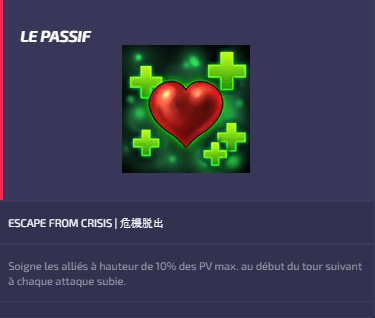 LE PASSIF
ESCAPE FROM CRISIS | 危機脱出
Soigne les alliés à hauteur de 10% des PV max. au début du tour suivant
à chaque attaque subie.